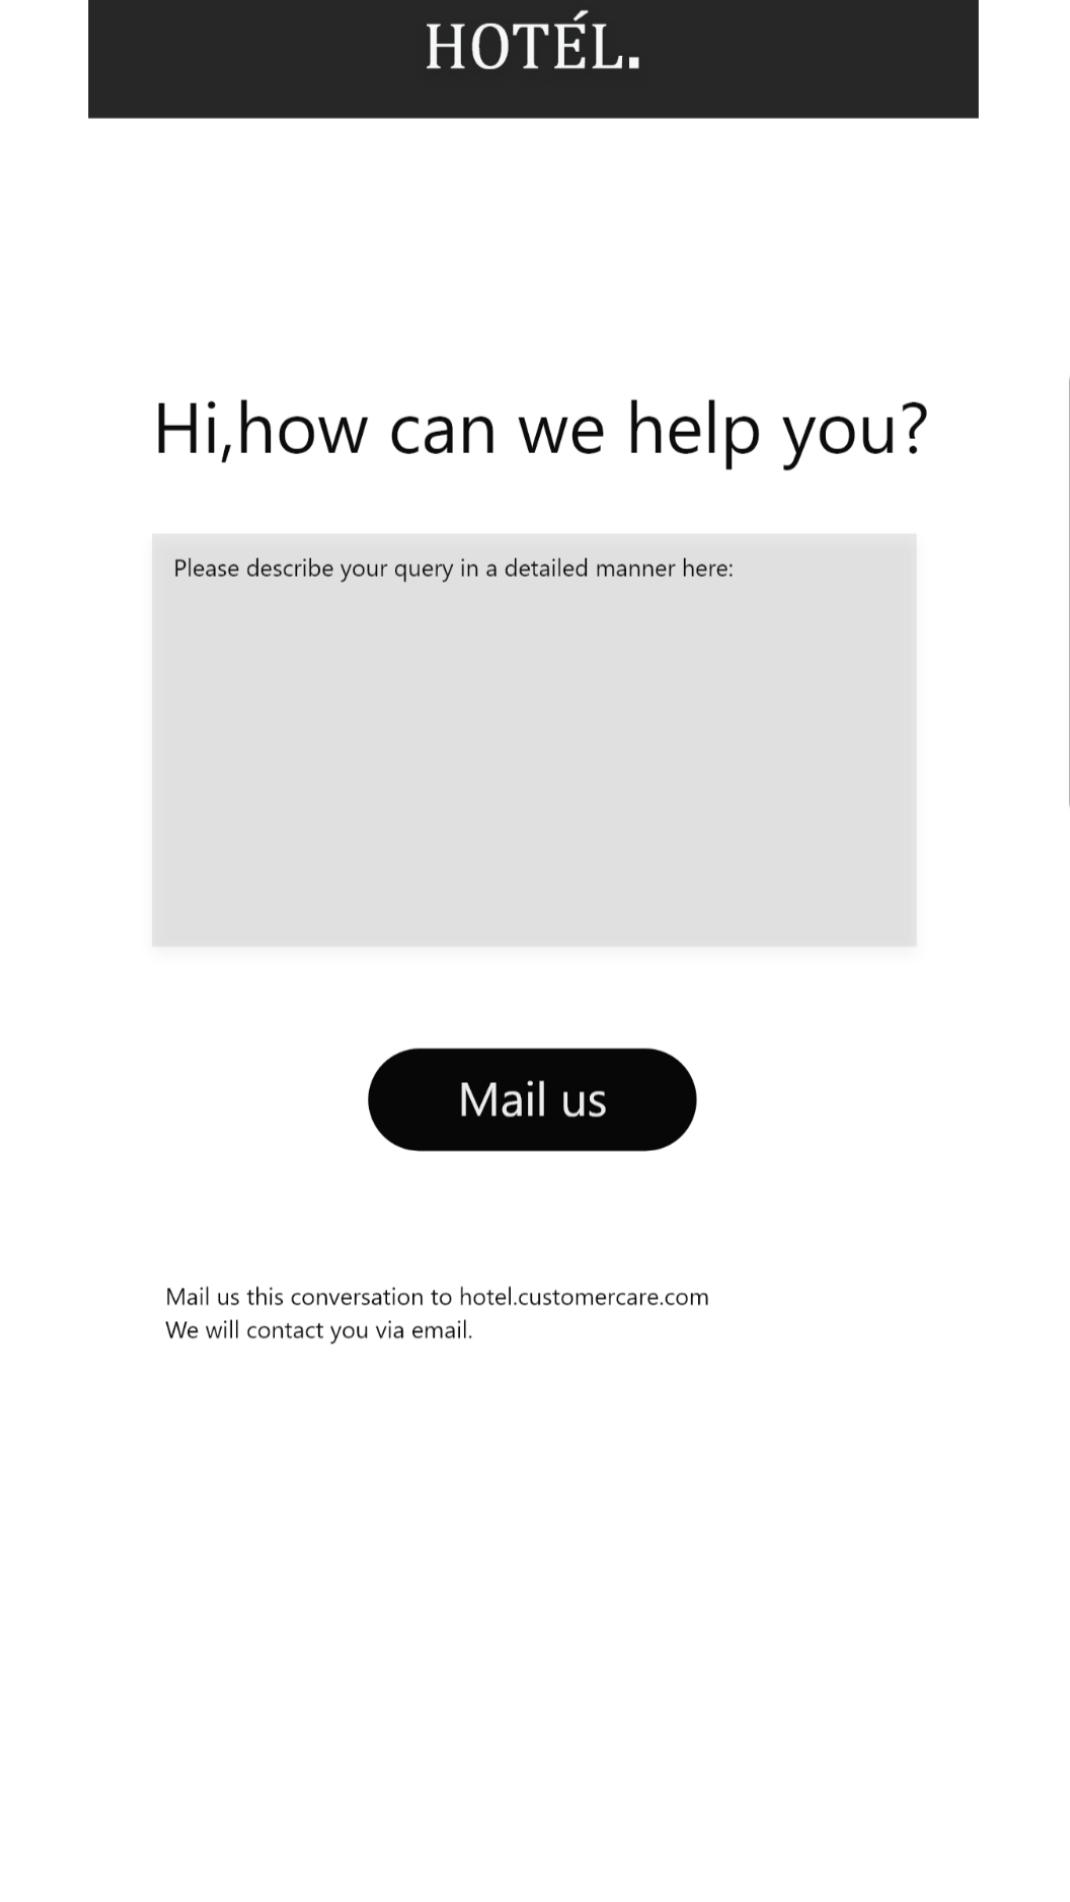 HOTÉL.
Hi,how can we help you?
Please describe your query in a detailed manner here:
Mail us
Mail us this conversation to hotel.customercare.com
We will contact you via email.